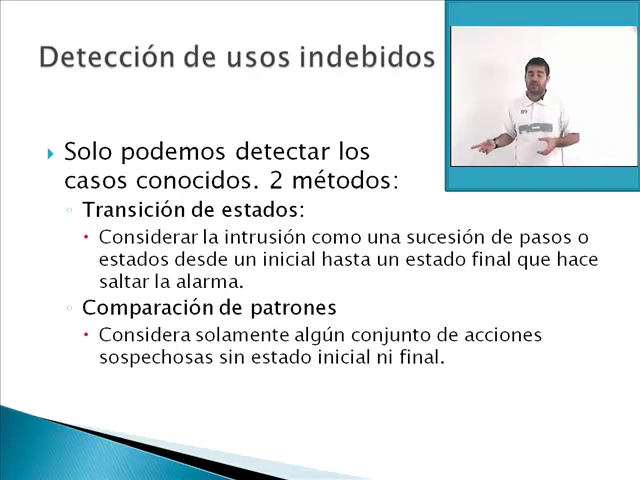 Detección de usos indebidos
Solo podemos detectar los
casos conocidos. 2 métodos:
Transición de estados:
Considerar la intrusión como una sucesión de pasos o
estados desde un inicial hasta un estado final que hace
saltar la alarma.
Comparación de patrones
Considera solamente algún conjunto de acciones
sospechosas sin estado inicial ni final.